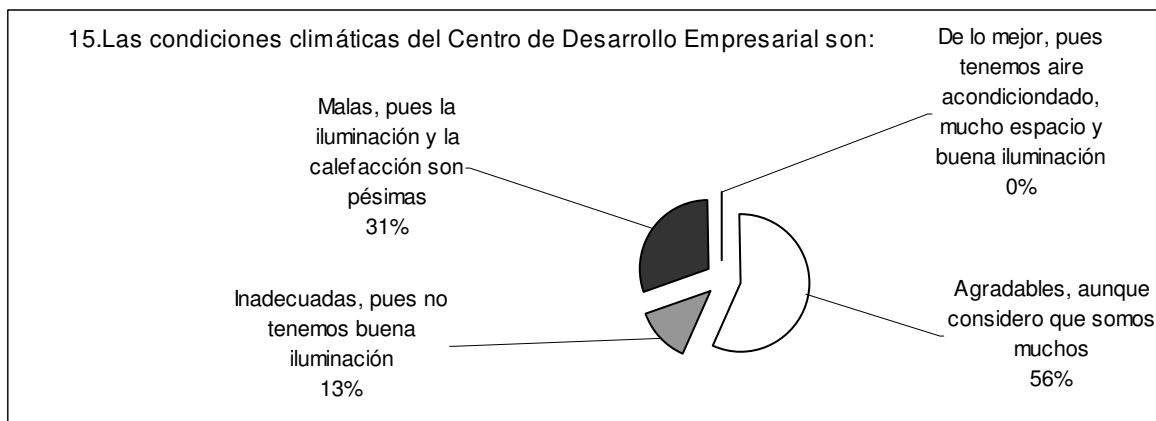 15.Las condiciones climáticas del Centro de Desarrollo Empresarial son:
De lo mejor, pues
tenemos aire
acondiciondado,
mucho espacio y
buena iluminación
0%
Malas, pues la
iluminación y la
calefacción son
pésimas
31%
Inadecuadas, pues no
tenemos buena
iluminación
13%
Agradables, aunque
considero que somos
muchos
56%